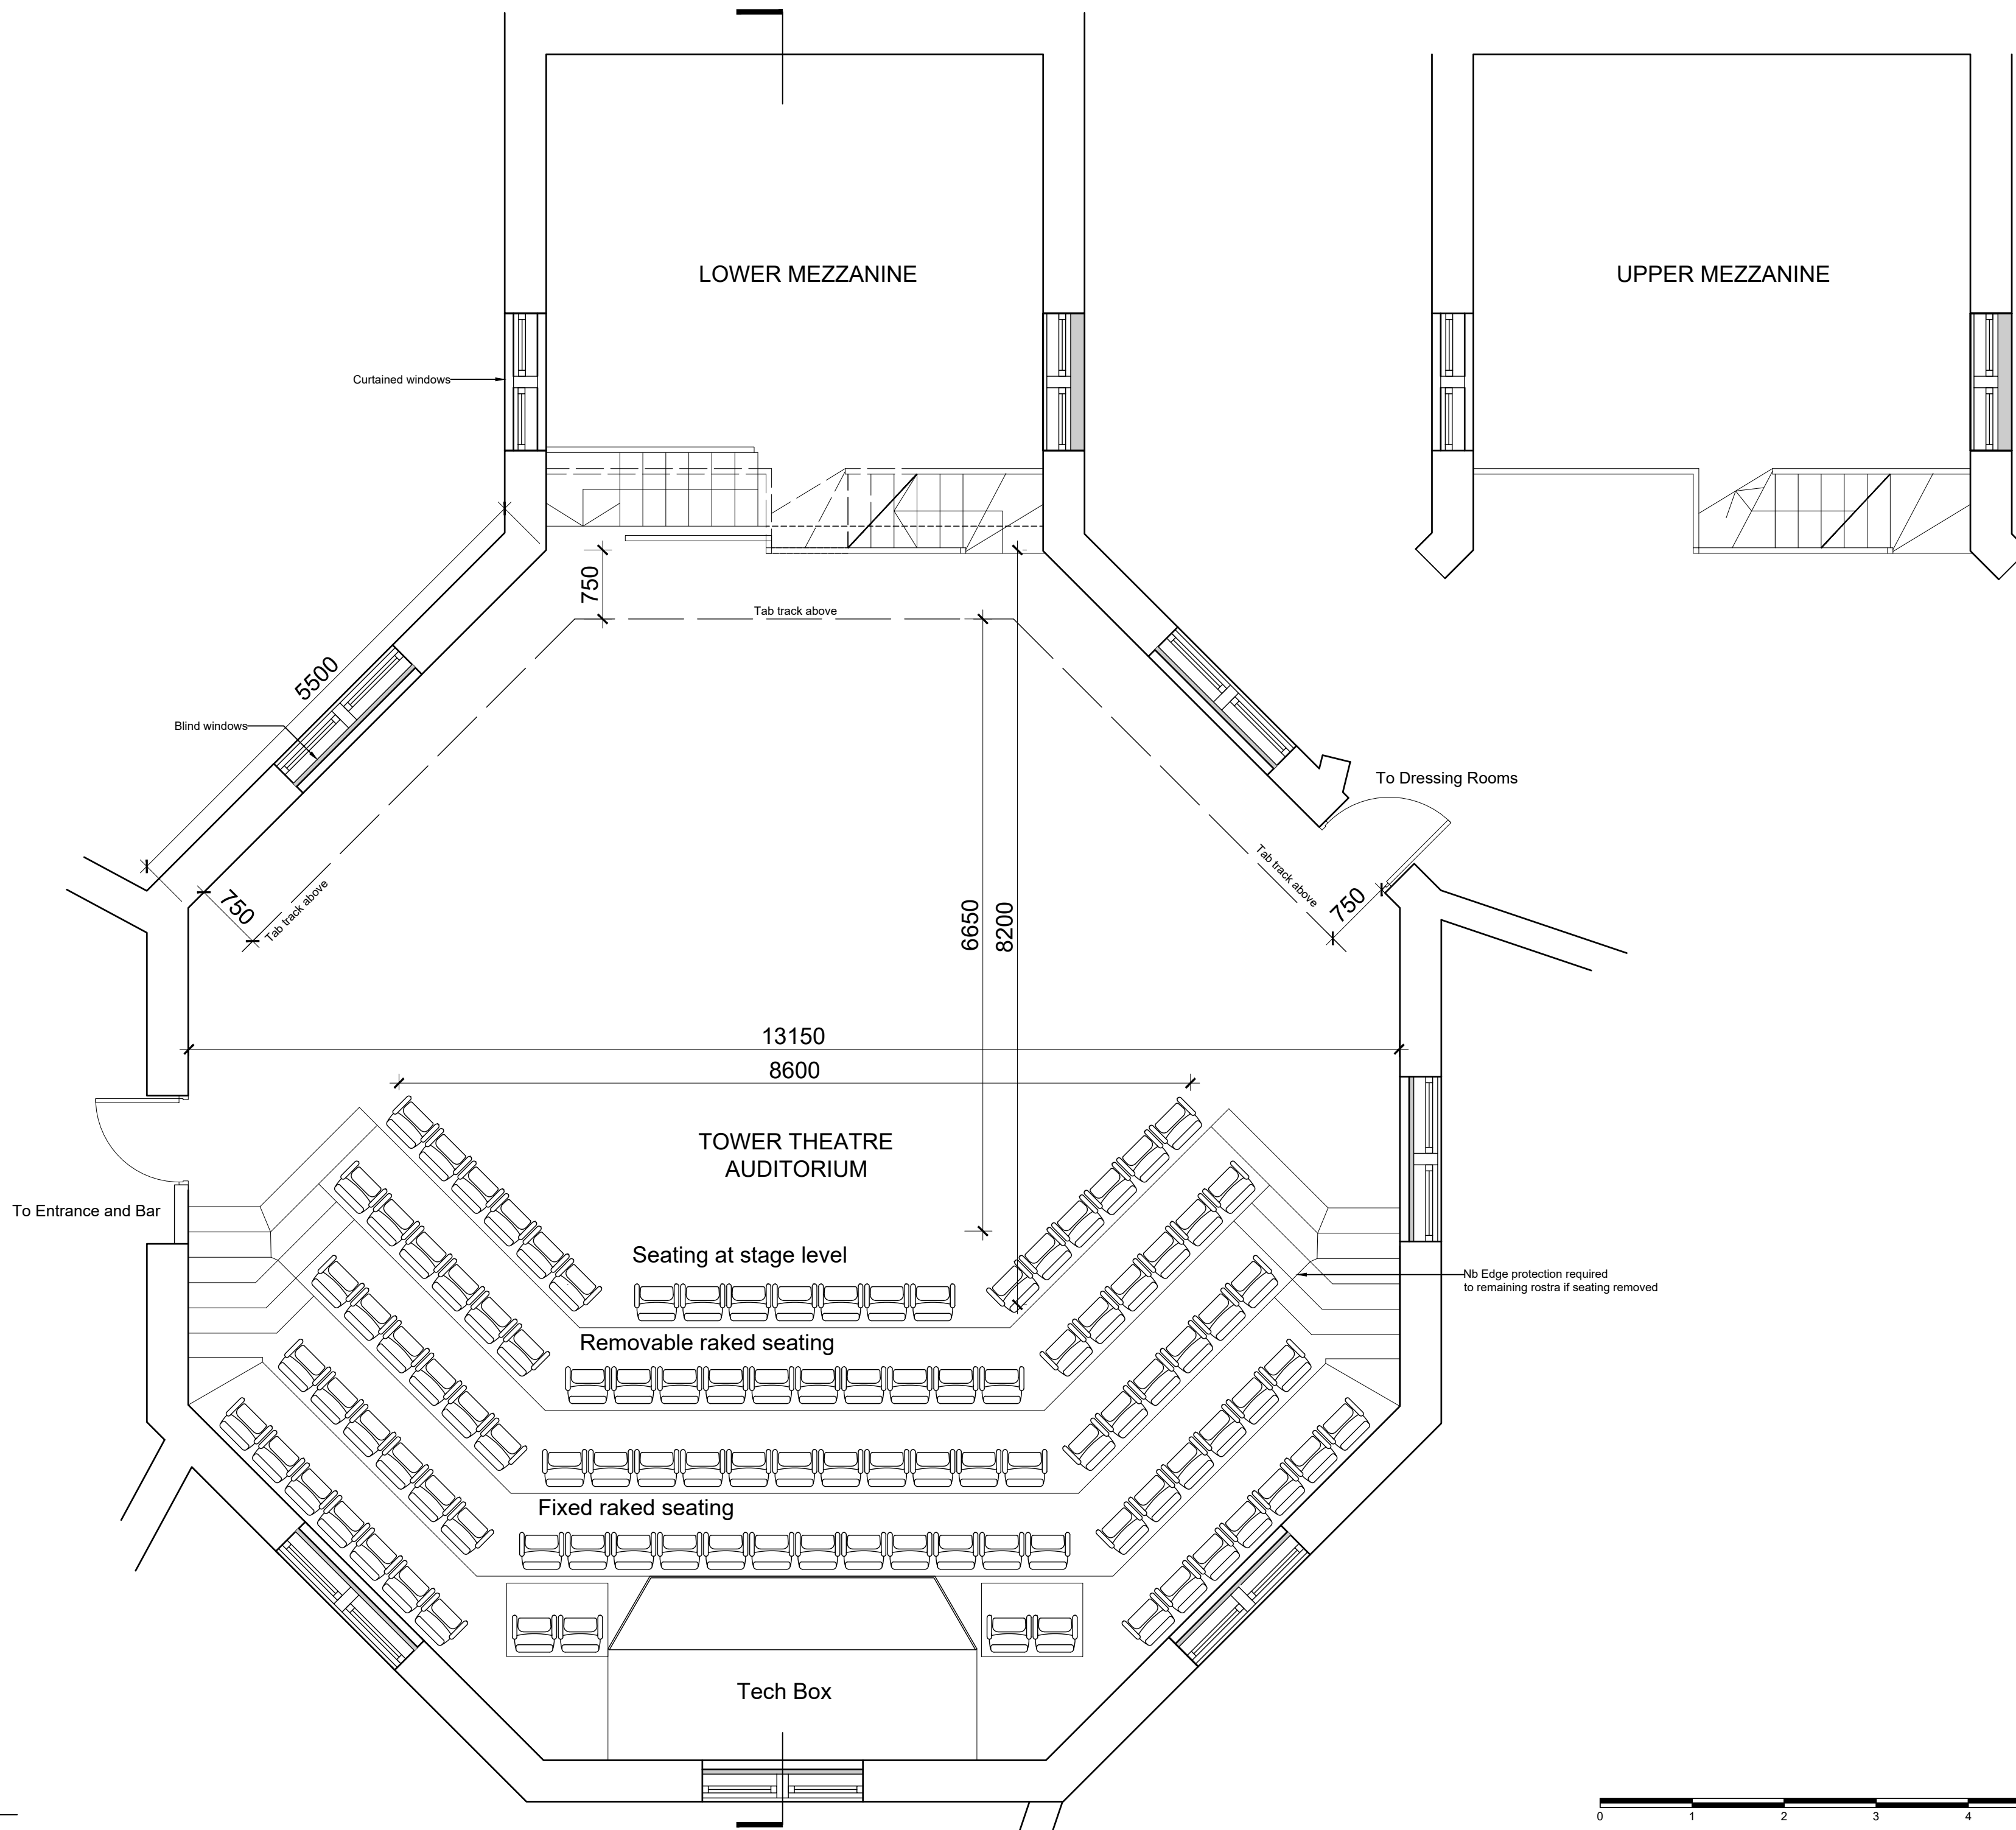 LOWER MEZZANINE
UPPER MEZZANINE
Curtained windows
750
Tab track above
5500
Blind windows
To Dressing Rooms
750
Tab track above
Tab track above
750
6650
8200
13150
8600
TOWER THEATRE
AUDITORIUM
To Entrance and Bar
Seating at stage level
Nb Edge protection required
to remaining rostra if seating removed
Removable raked seating
Fixed raked seating
Tech Box
0 1 2 3 4